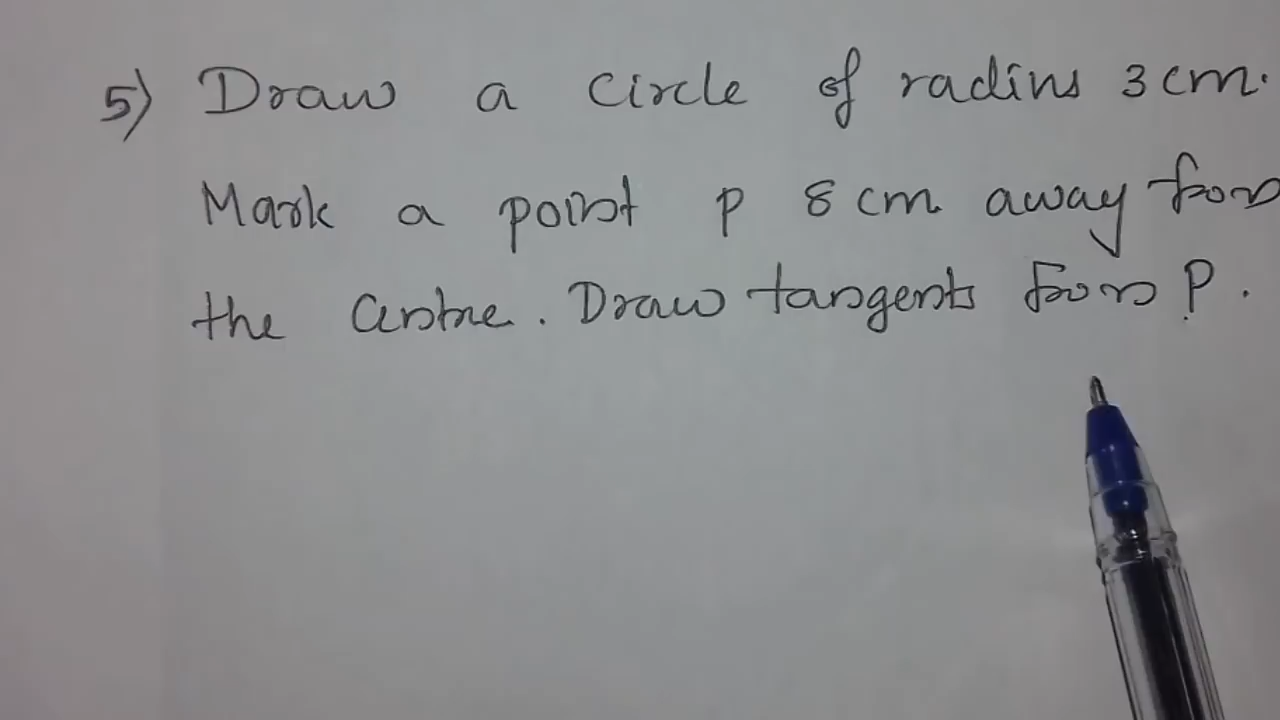 5) Draw a circle of radius 3 cm.
Mark a point P 8 cm away from
the centre. Draw tangents from P.